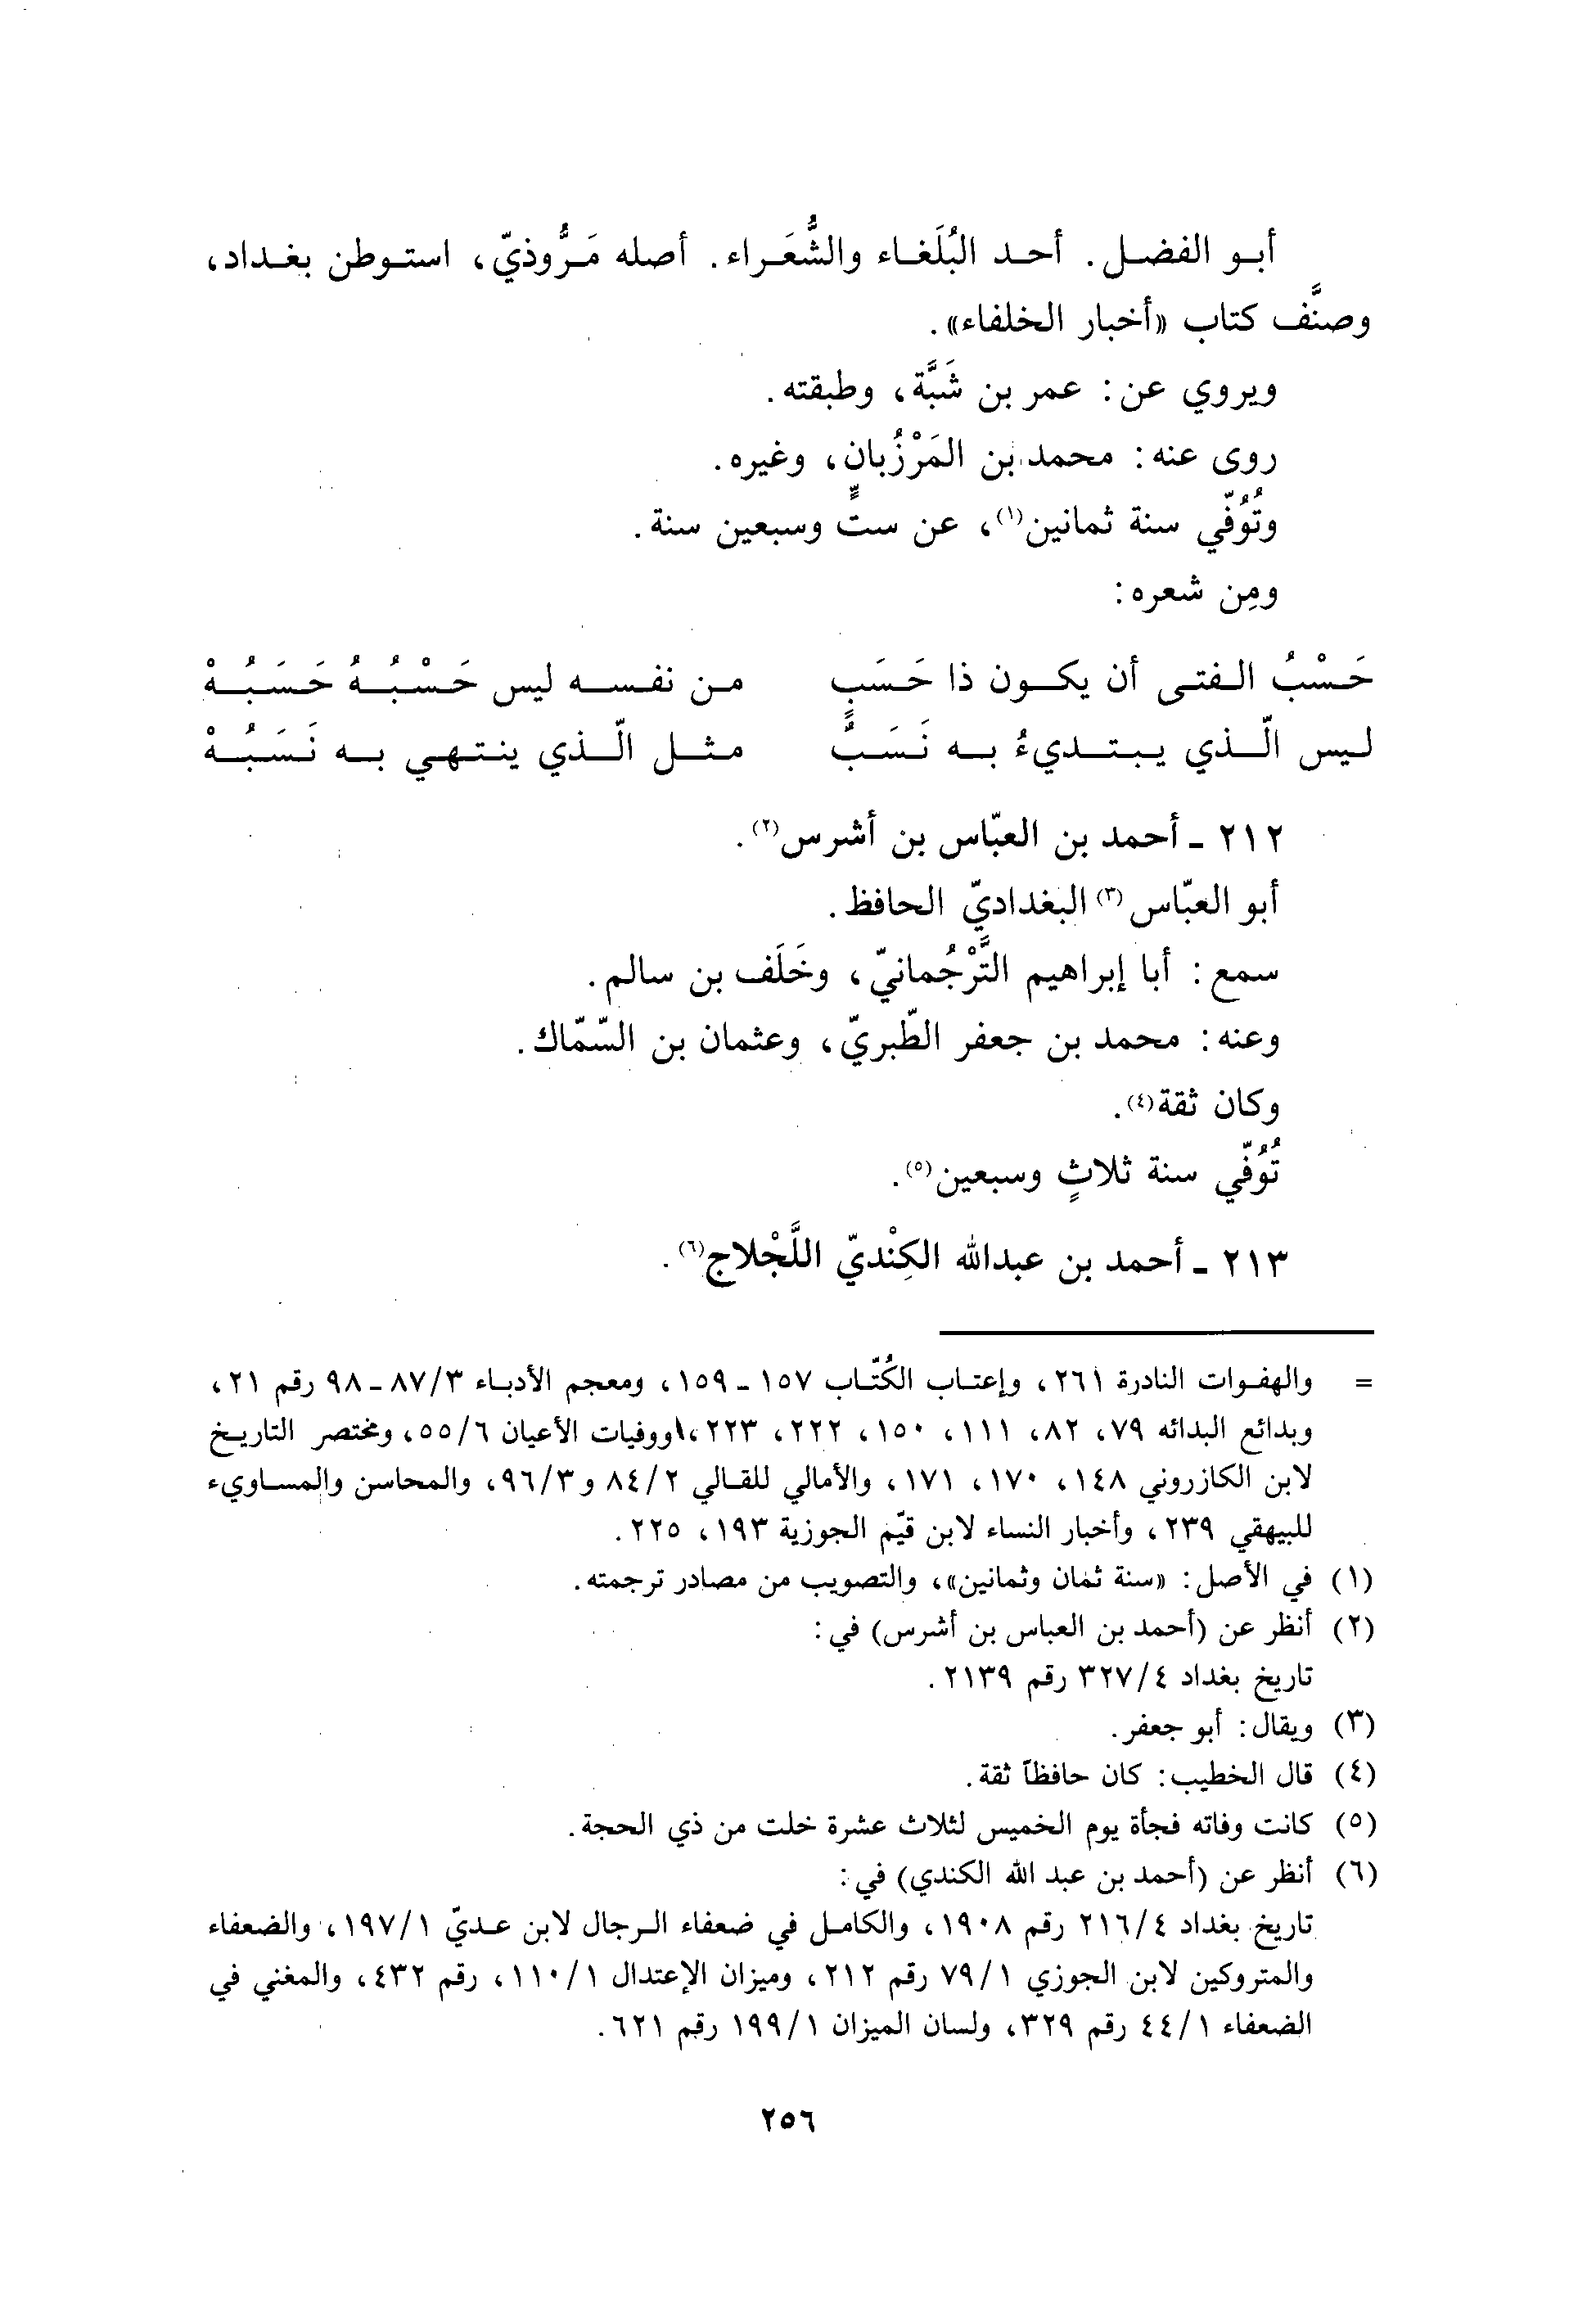 أبو الفضل. أحد البُلَغاء والشُّعَراء. أصله مَرُّوذيّ، استوطن بغداد،
وصنَّف كتاب «أخبار الخلفاء».
ويروي عن: عمر بن شَبَّة، وطبقته.
روى عنه: محمد بن المَرْزُبان، وغيره.
وتُوُفّي سنة ثمانين(١)، عن ستٍّ وسبعين سنة.
ومِن شعره:
حَسْبُ الفتى أن يكون ذا حَسَبٍ من نفسه ليس حَسْبُهُ حَسَبُهْ
ليس الّذي يبتديءُ به نَسَبٌ مثل الّذي ينتهي به نَسَبُهْ
٢١٢ - أحمد بن العبّاس بن أشرس(٢).
أبو العبّاس(٣) البغداديّ الحافظ.
سمع: أبا إبراهيم التَّرْجُمانيّ، وخَلَف بن سالم.
وعنه: محمد بن جعفر الطّبريّ، وعثمان بن السّمّاك.
وكان ثقة(٤).
تُوُفّي سنة ثلاثٍ وسبعين(٥).
٢١٣ - أحمد بن عبدالله الكِنْديّ اللَّجْلاج(٦).
= والهفوات النادرة ٢٦١، وإعتاب الكُتّاب ١٥٧ - ١٥٩، ومعجم الأدباء ٨٧/٣ - ٩٨ رقم ٢١،
وبدائع البدائه ٧٩، ٨٢، ١١١، ١٥٠، ٢٢٢، ٢٢٣، ووفيات الأعيان ٥٥/٦، ومختصر التاريخ
لابن الكازروني ١٤٨، ١٧٠، ١٧١، والأمالي للقالي ٨٤/٢ و٩٦/٣، والمحاسن والمساويء
للبيهقي ٢٣٩، وأخبار النساء لابن قيّم الجوزية ١٩٣، ٢٢٥.
(١) في الأصل: «سنة ثمان وثمانين»، والتصويب من مصادر ترجمته.
(٢) أنظر عن (أحمد بن العباس بن أشرس) في:
تاريخ بغداد ٣٢٧/٤ رقم ٢١٣٩.
(٣) ويقال: أبو جعفر.
(٤) قال الخطيب: كان حافظاً ثقة.
(٥) كانت وفاته فجأة يوم الخميس لثلاث عشرة خلت من ذي الحجة.
(٦) أنظر عن (أحمد بن عبد الله الكندي) في:
تاريخ بغداد ٢١٦/٤ رقم ١٩٠٨، والكامل في ضعفاء الرجال لابن عديّ ١٩٧/١، والضعفاء
والمتروكين لابن الجوزي ٧٩/١ رقم ٢١٢، وميزان الإعتدال ١١٠/١، رقم ٤٣٢، والمغني في
الضعفاء ٤٤/١ رقم ٣٢٩، ولسان الميزان ١٩٩/١ رقم ٦٢١.
٢٥٦